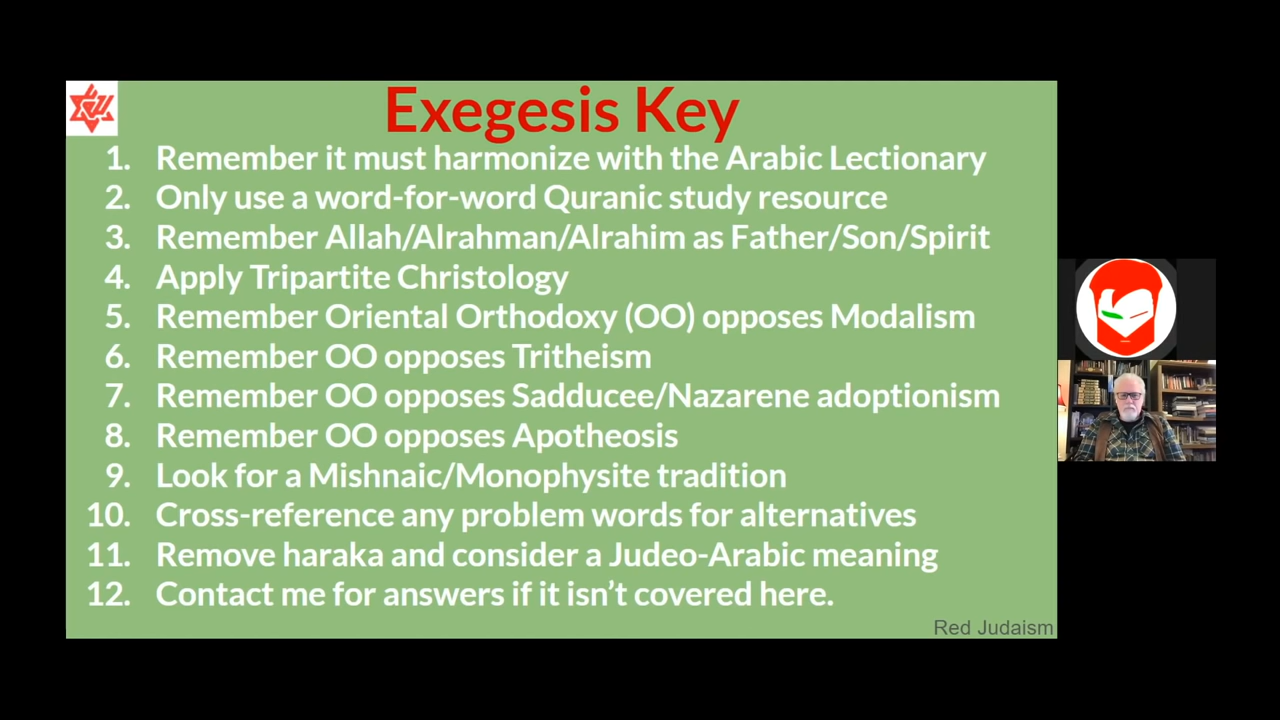 Exegesis Key
1. Remember it must harmonize with the Arabic Lectionary
2. Only use a word-for-word Quranic study resource
3. Remember Allah/Alrahman/Alrahim as Father/Son/Spirit
4. Apply Tripartite Christology
5. Remember Oriental Orthodoxy (OO) opposes Modalism
6. Remember OO opposes Tritheism
7. Remember OO opposes Sadducee/Nazarene adoptionism
8. Remember OO opposes Apotheosis
9. Look for a Mishnaic/Monophysite tradition
10. Cross-reference any problem words for alternatives
11. Remove haraka and consider a Judeo-Arabic meaning
12. Contact me for answers if it isn’t covered here.
Red Judaism